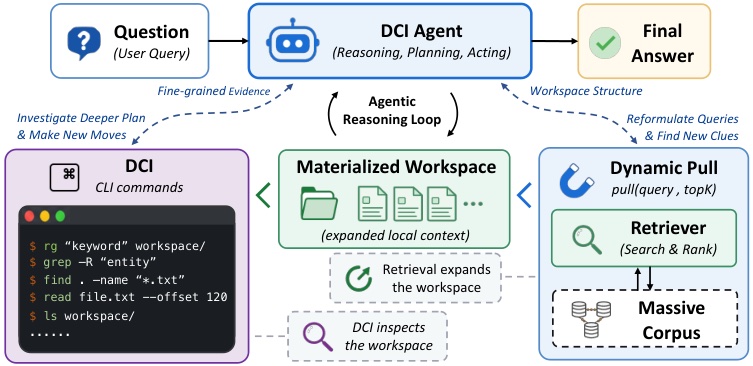 Question
(User Query)
DCI Agent
(Reasoning, Planning, Acting)
Final
Answer
Fine-grained Evidence
Workspace Structure
Investigate Deeper Plan
& Make New Moves
Agentic
Reasoning Loop
Reformulate Queries
& Find New Clues
⌘
DCI
CLI commands
$ rg “keyword” workspace/
$ grep –R “entity”
$ find . –name “*.txt”
$ read file.txt --offset 120
$ ls workspace/
......
Materialized Workspace
...
(expanded local context)
Retrieval expands
the workspace
DCI inspects
the workspace
Dynamic Pull
pull(query , topK)
Retriever
(Search & Rank)
Massive
Corpus